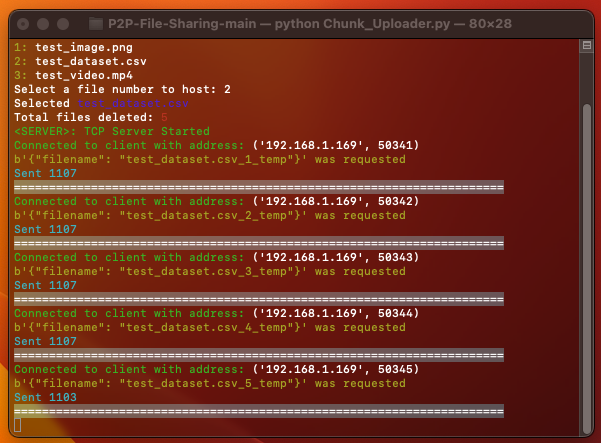 P2P-File-Sharing-main — python Chunk_Uploader.py — 80×28
1: test_image.png
2: test_dataset.csv
3: test_video.mp4
Select a file number to host: 2
Selected test_dataset.csv
Total files deleted: 5
<SERVER>: TCP Server Started
Connected to client with address: ('192.168.1.169', 50341)
b'{"filename": "test_dataset.csv_1_temp"}' was requested
Sent 1107
======================================================================
Connected to client with address: ('192.168.1.169', 50342)
b'{"filename": "test_dataset.csv_2_temp"}' was requested
Sent 1107
======================================================================
Connected to client with address: ('192.168.1.169', 50343)
b'{"filename": "test_dataset.csv_3_temp"}' was requested
Sent 1107
======================================================================
Connected to client with address: ('192.168.1.169', 50344)
b'{"filename": "test_dataset.csv_4_temp"}' was requested
Sent 1107
======================================================================
Connected to client with address: ('192.168.1.169', 50345)
b'{"filename": "test_dataset.csv_5_temp"}' was requested
Sent 1103
======================================================================